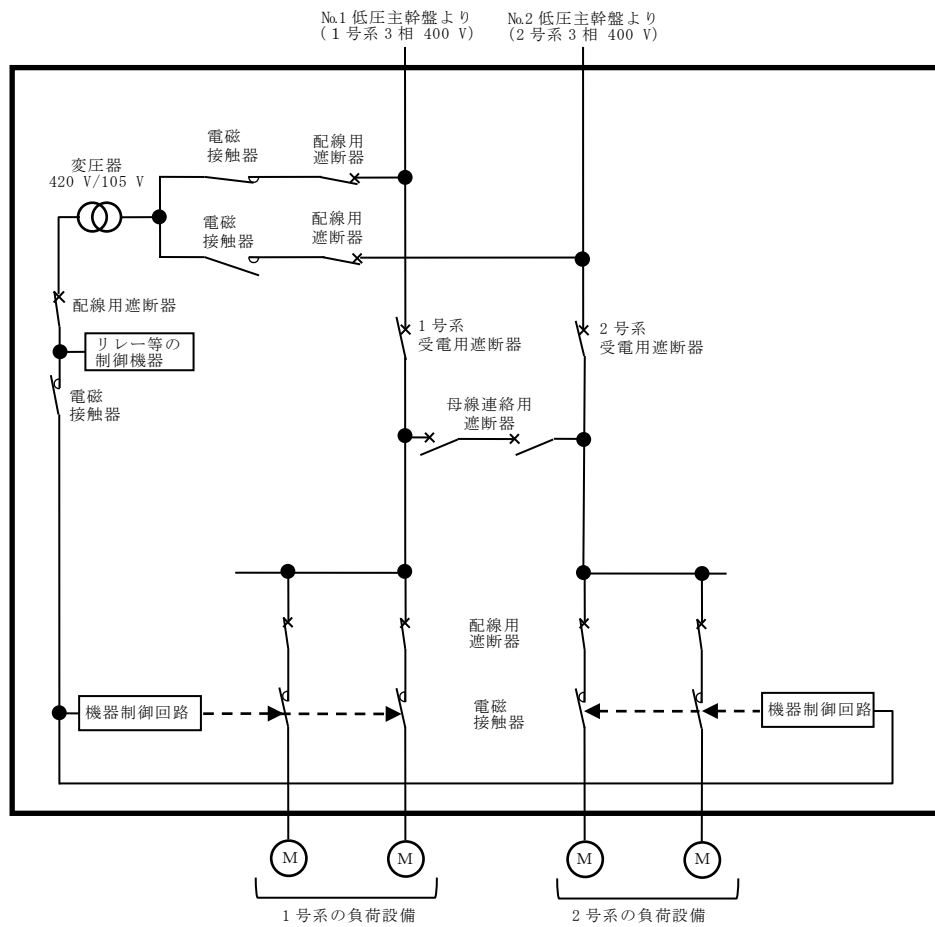 №1 低圧主幹盤より
(１号系３相 400 V)
№2 低圧主幹盤より
(２号系３相 400 V)
電磁
接触器
配線用
遮断器
変圧器
420 V/105 V
電磁
接触器
配線用
遮断器
配線用遮断器
リレー等の
制御機器
電磁
接触器
１号系
受電用遮断器
２号系
受電用遮断器
母線連絡用
遮断器
配線用
遮断器
機器制御回路
電磁
接触器
機器制御回路
M
M
M
M
１号系の負荷設備
２号系の負荷設備